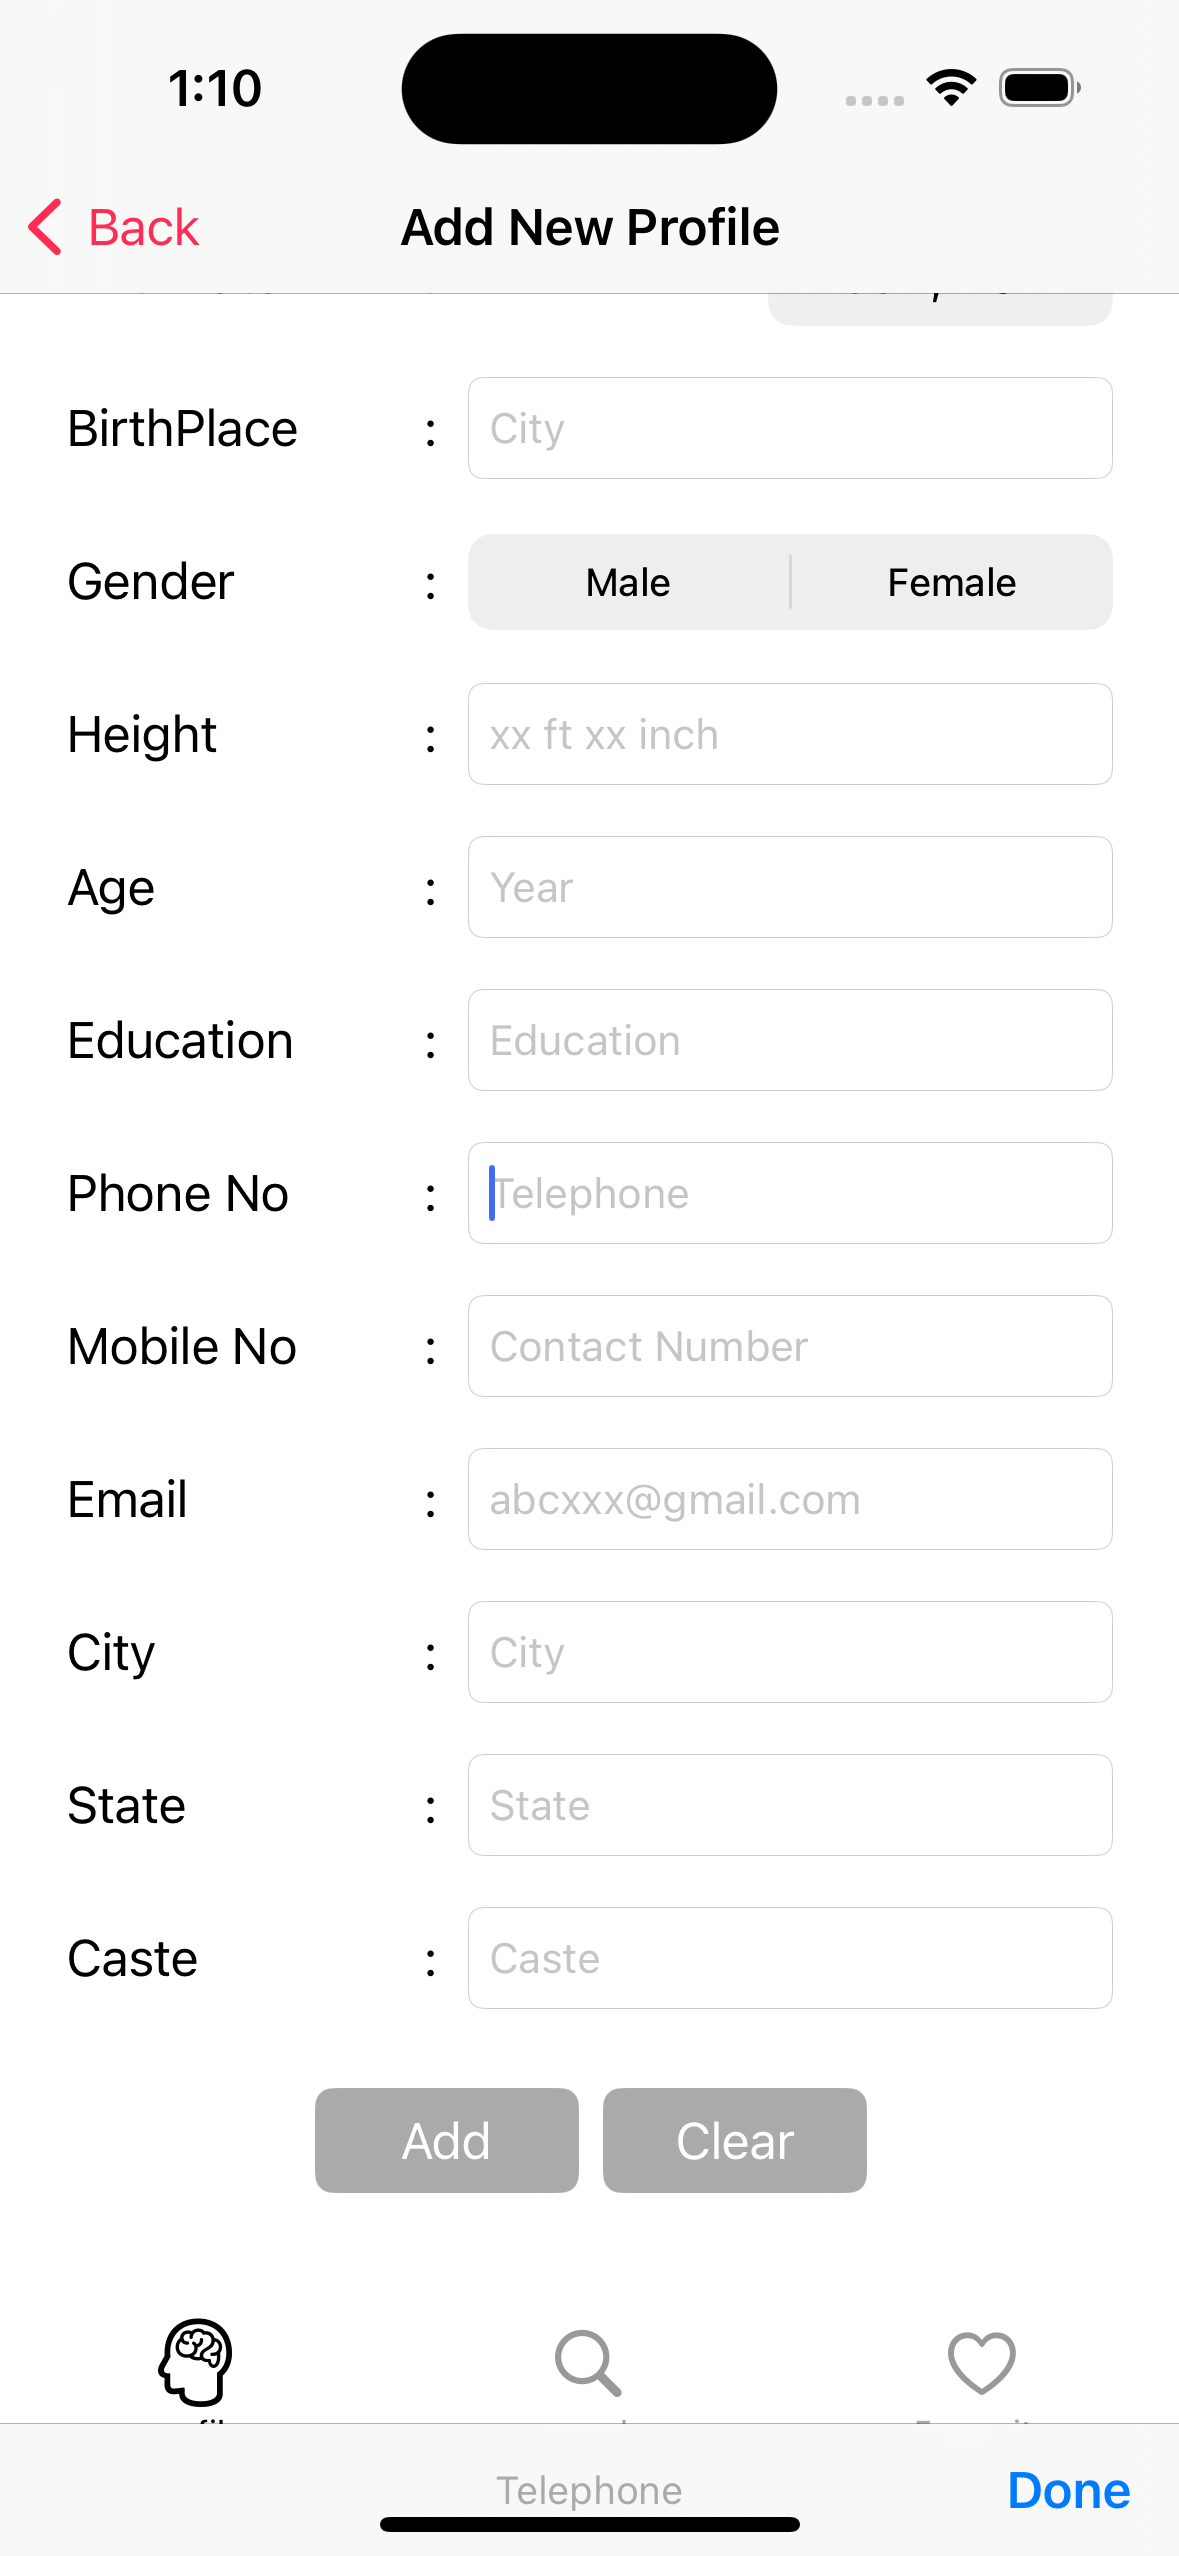 1:10
Back
Add New Profile
BirthPlace : City
Gender : Male Female
Height : xx ft xx inch
Age : Year
Education : Education
Phone No : Telephone
Mobile No : Contact Number
Email : abcxxx@gmail.com
City : City
State : State
Caste : Caste
Add Clear
Telephone Done